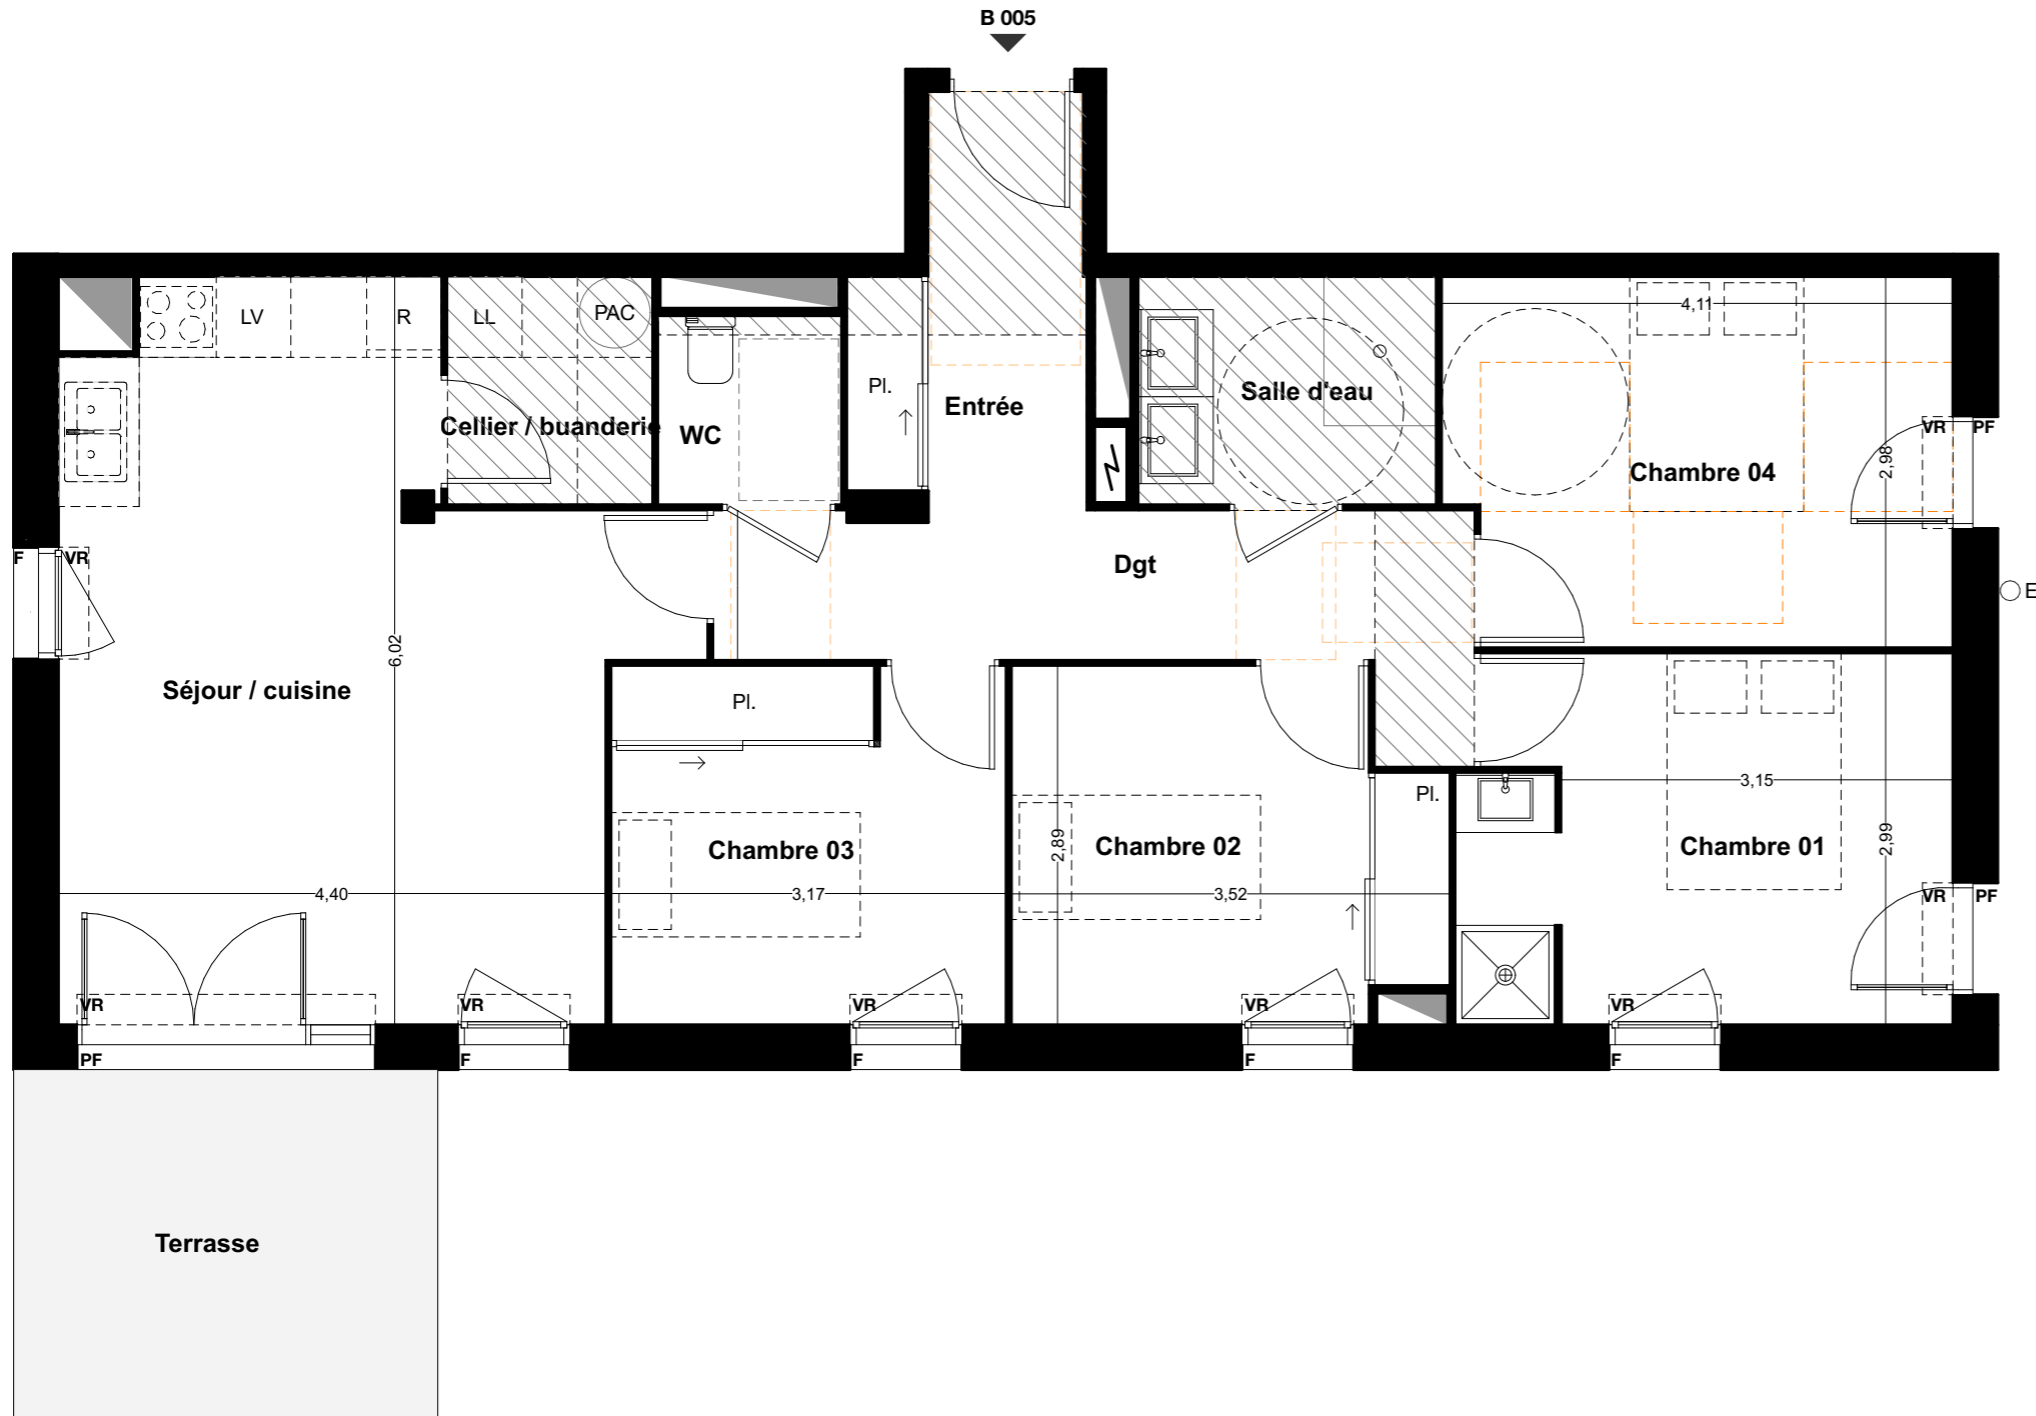 B 005
LV
R
LL
PAC
4,11
Pl.
Salle d'eau
Entrée
Cellier / buanderie
WC
VR
PF
2,98
Chambre 04
F
VR
Dgt
E
6,02
Séjour / cuisine
Pl.
3,15
Pl.
2,89
Chambre 03
Chambre 02
Chambre 01
2,99
4,40
3,17
3,52
VR
PF
VR
VR
VR
VR
VR
PF
F
F
F
F
Terrasse